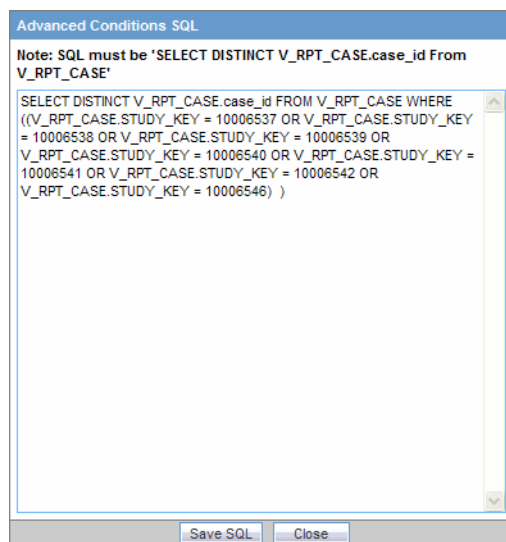 Advanced Conditions SQL
Note: SQL must be 'SELECT DISTINCT V_RPT_CASE.case_id From
V_RPT_CASE'
SELECT DISTINCT V_RPT_CASE.case_id FROM V_RPT_CASE WHERE
((V_RPT_CASE.STUDY_KEY = 10006537 OR V_RPT_CASE.STUDY_KEY
= 10006538 OR V_RPT_CASE.STUDY_KEY = 10006539 OR
V_RPT_CASE.STUDY_KEY = 10006540 OR V_RPT_CASE.STUDY_KEY =
10006541 OR V_RPT_CASE.STUDY_KEY = 10006542 OR
V_RPT_CASE.STUDY_KEY = 10006546) )
Save SQL Close